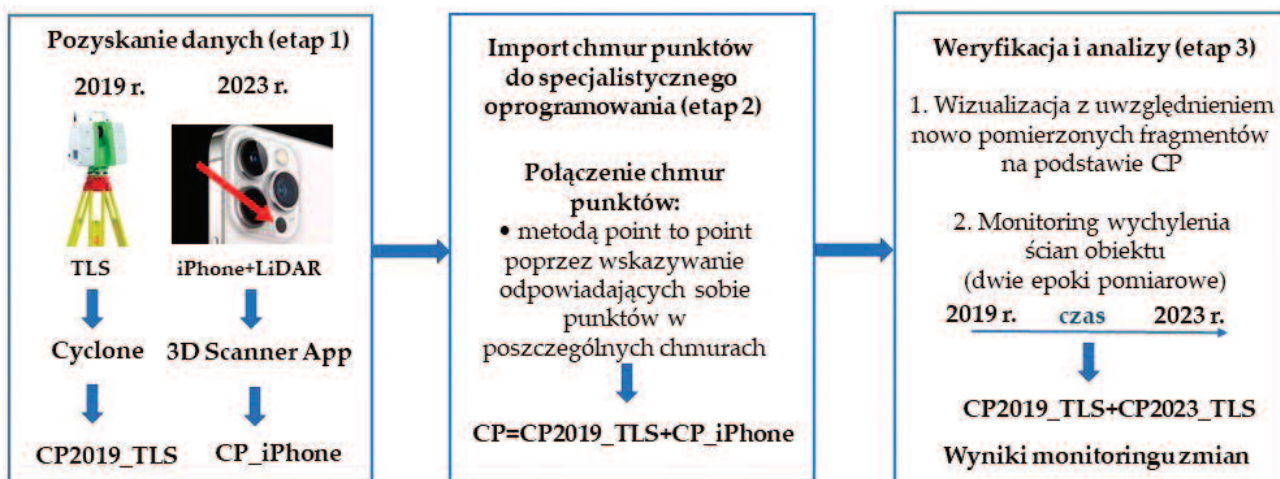 Pozyskanie danych (etap 1)
2019 r.
2023 r.
TLS
iPhone+LiDAR
Cyclone
3D Scanner App
CP2019_TLS
CP_iPhone
Import chmur punktów
do specjalistycznego
oprogramowania (etap 2)
Połączenie chmur
punktów:
• metodą point to point
poprzez wskazywanie
odpowiadających sobie
punktów w
poszczególnych chmurach
CP=CP2019_TLS+CP_iPhone
Weryfikacja i analizy (etap 3)
1. Wizualizacja z uwzględnieniem
nowo pomierzonych fragmentów
na podstawie CP
2. Monitoring wychylenia
ścian obiektu
(dwie epoki pomiarowe)
2019 r. czas 2023 r.
CP2019_TLS+CP2023_TLS
Wyniki monitoringu zmian